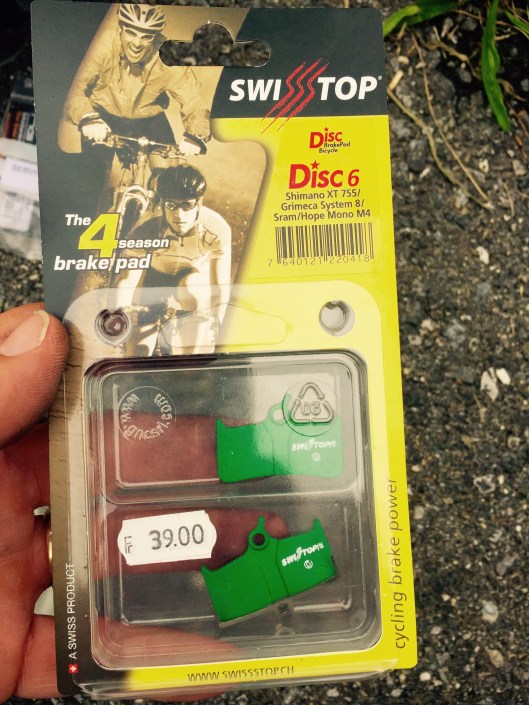 SWISSTOP®
Disc
BrakePad
Bicycle
Disc 6
Shimano XT 755/
Grimeca System 8/
Sram/Hope Mono M4
7 640121 220418
The
4 season
brake pad
03
SWISSTOP
Fr. 39.00
SWISSTOP
cycling brake power
A SWISS PRODUCT
WWW.SWISSSTOP.CH